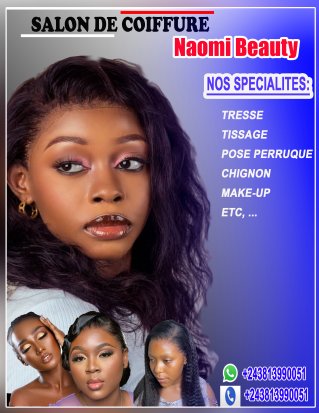 SALON DE COIFFURE
Naomi Beauty
NOS SPECIALITES:
TRESSE
TISSAGE
POSE PERRUQUE
CHIGNON
MAKE-UP
ETC, ...
+243813990051
+243813990051